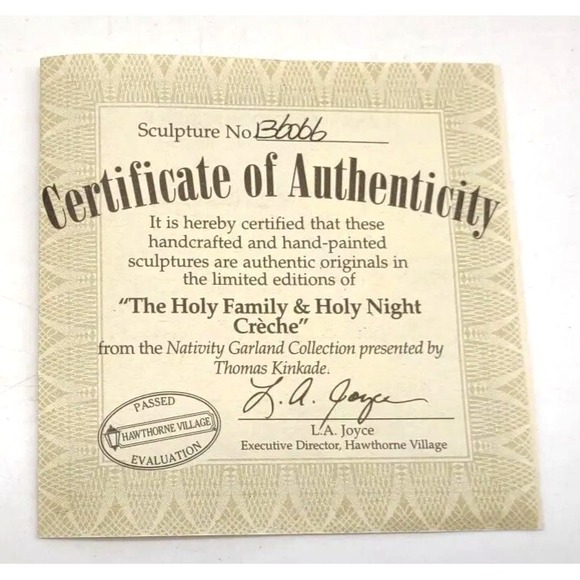 Sculpture No. B6066
Certificate of Authenticity
It is hereby certified that these
handcrafted and hand-painted
sculptures are authentic originals in
the limited editions of
"The Holy Family & Holy Night
Crèche"
from the Nativity Garland Collection presented by
Thomas Kinkade.
L. A. Joyce
L.A. Joyce
Executive Director, Hawthorne Village
PASSED
HAWTHORNE VILLAGE
EVALUATION